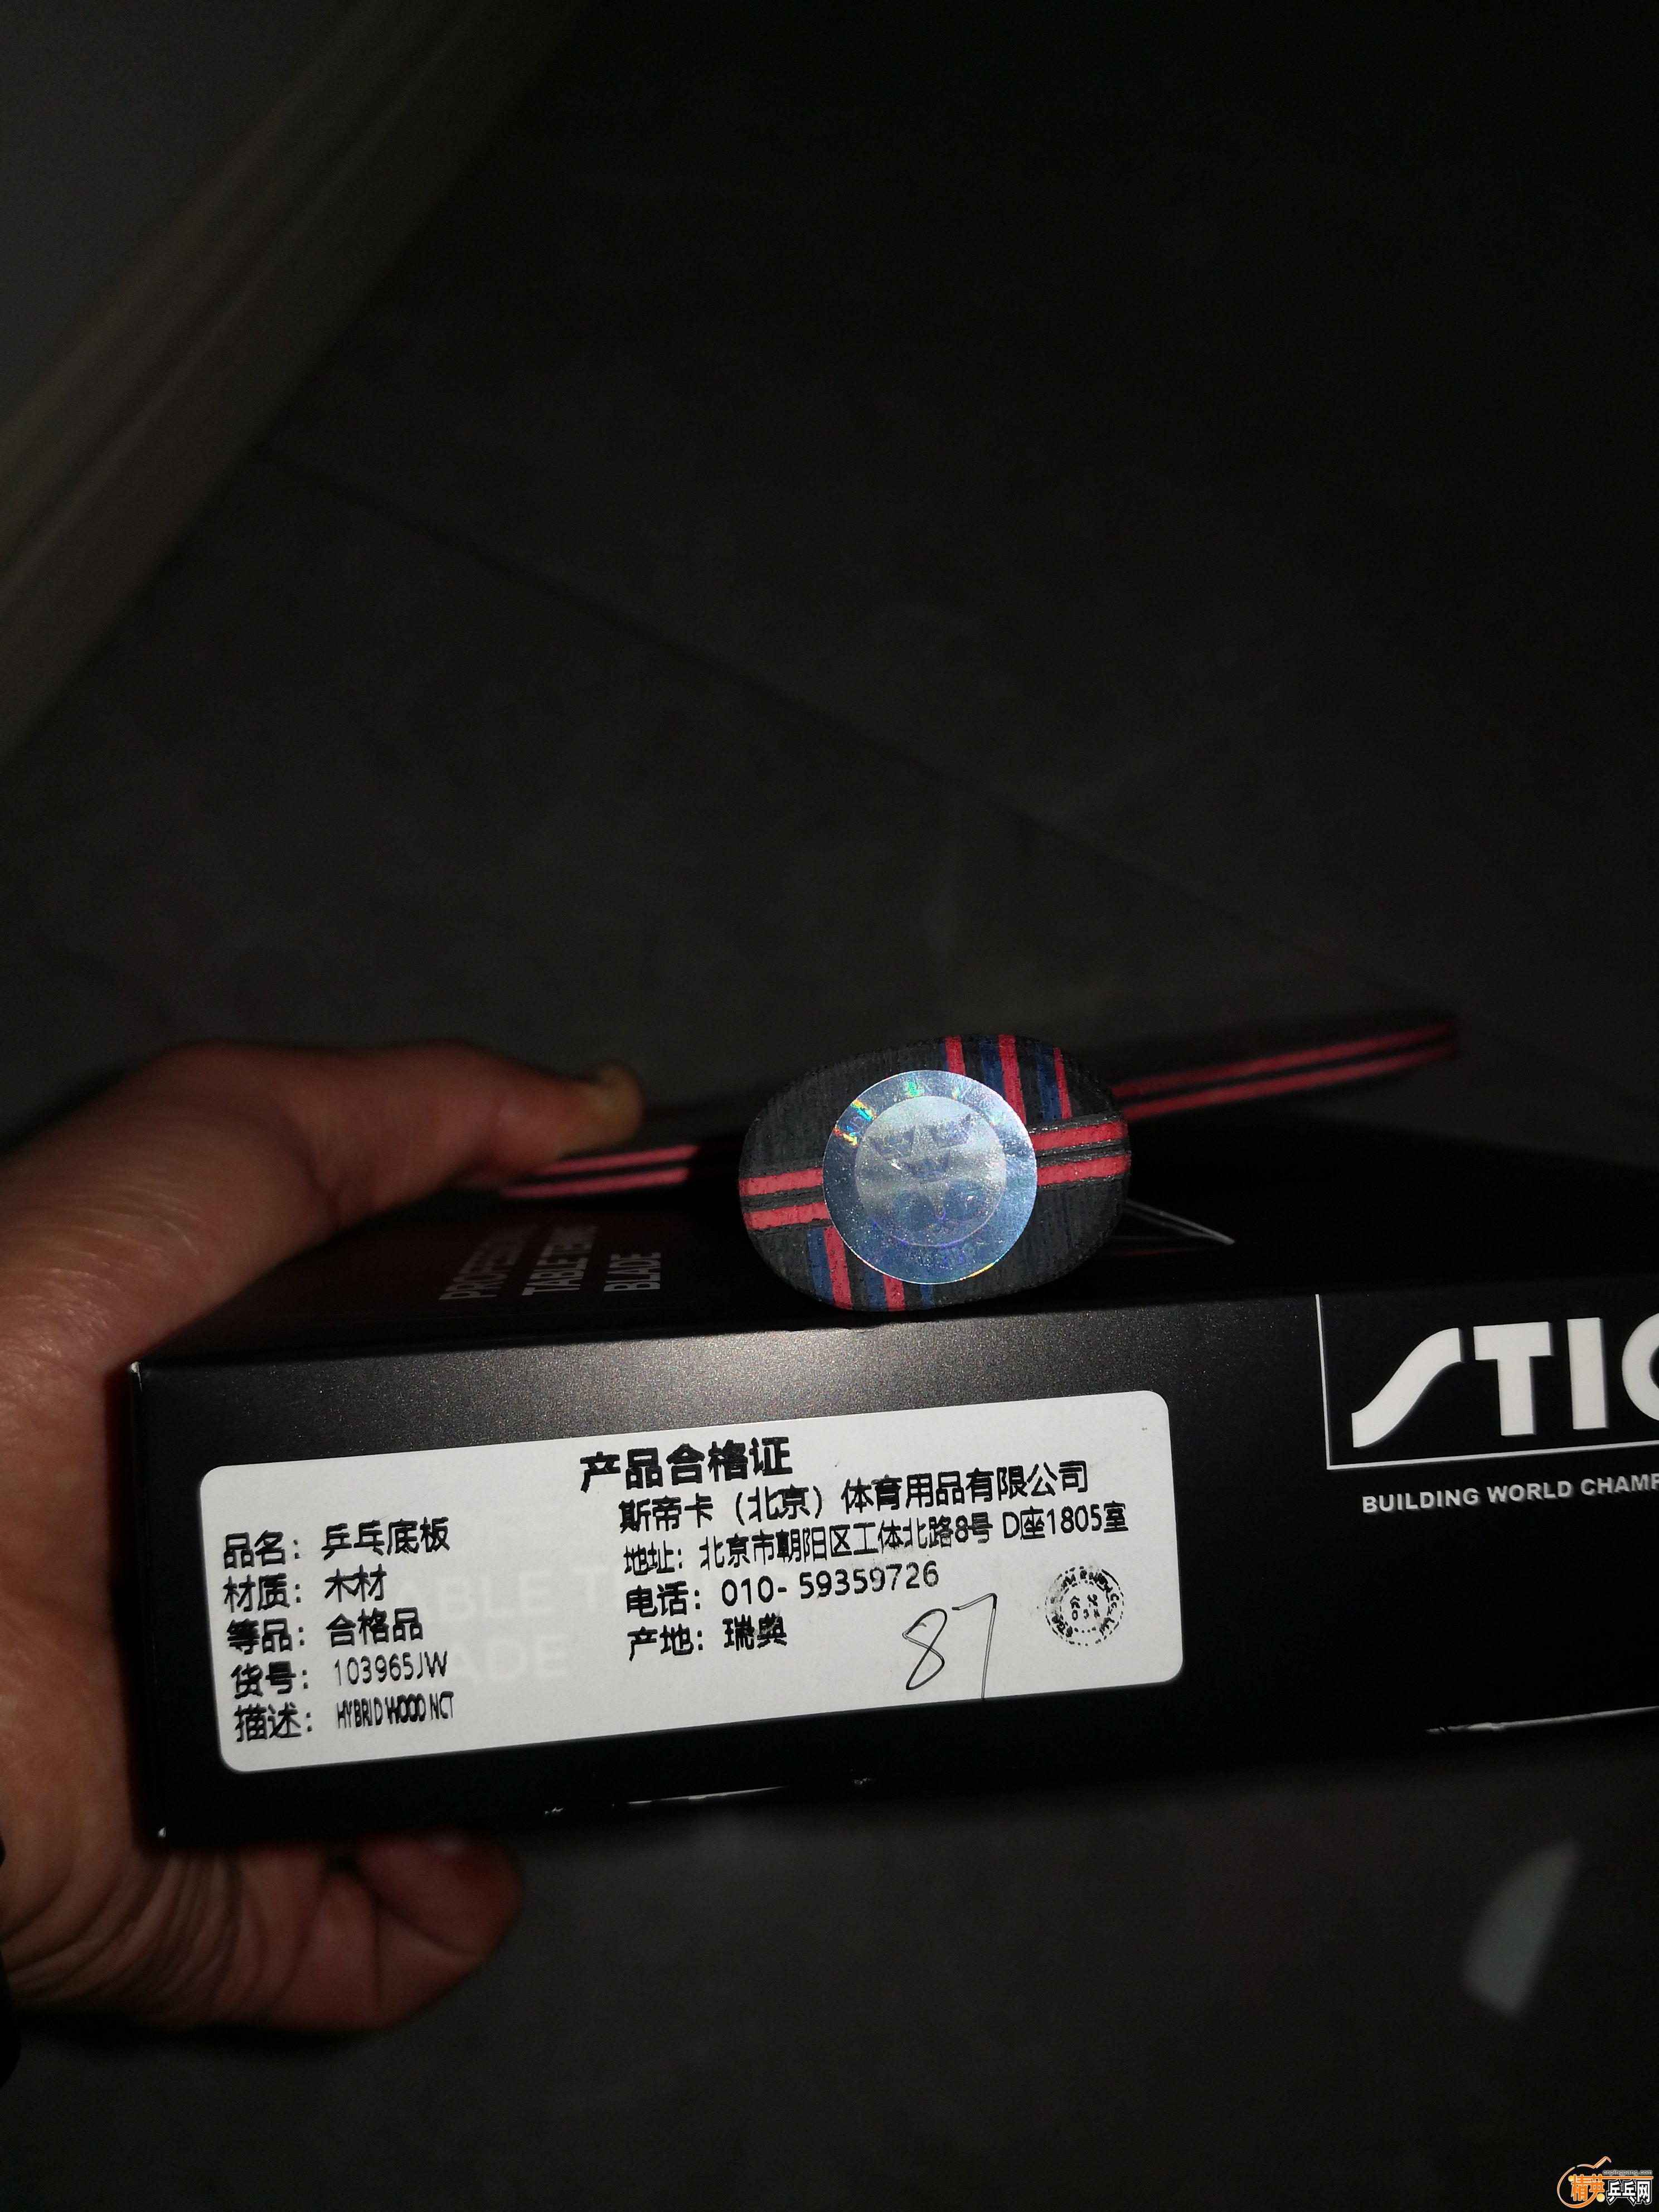 PROFESSIONAL
TABLE TENNIS
BLADE
STIG
BUILDING WORLD CHAMP
产品合格证
斯帝卡（北京）体育用品有限公司
品名：乒乓底板
地址：北京市朝阳区工体北路8号 D座1805室
材质：木材
电话：010- 59359726
等品：合格品
产地：瑞典
货号：103965JW
描述：HYBRID WOOD NCT
87
精英乒乓网